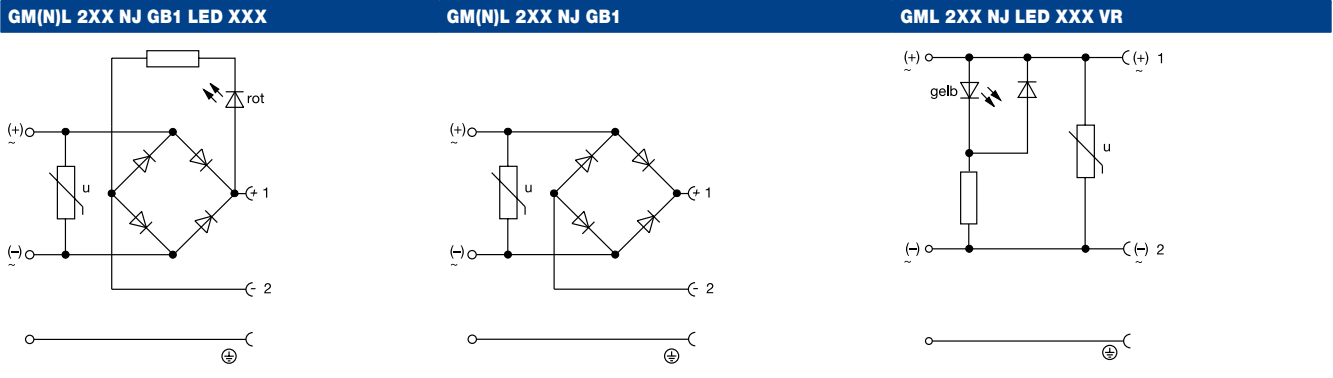 GM(N)L 2XX NJ GB1 LED XXX
GM(N)L 2XX NJ GB1
GML 2XX NJ LED XXX VR
rot
(+)
~
u
+ 1
(–)
~
- 2
(+)
~
u
+ 1
(–)
~
- 2
(+)
~
(+) 1
~
gelb
u
(–)
~
(–) 2
~